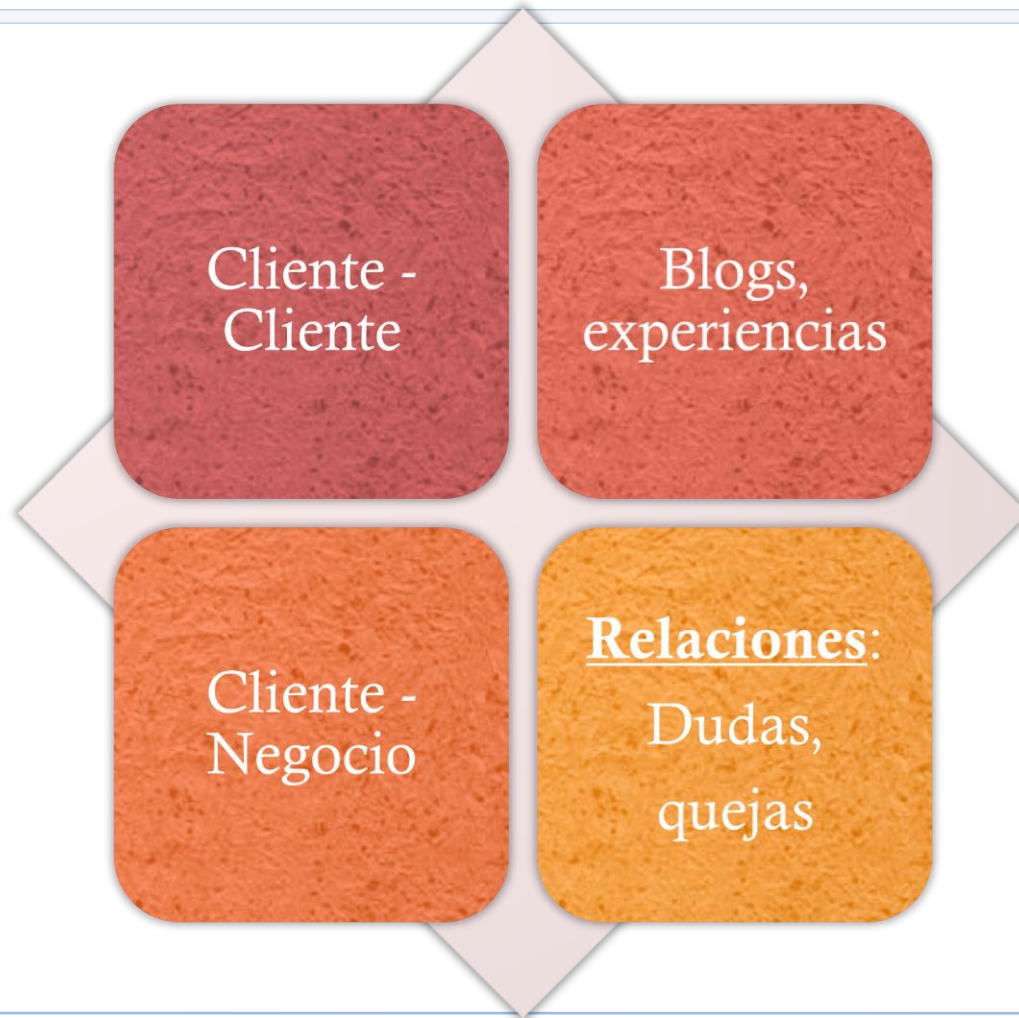 Cliente -
Cliente
Blogs,
experiencias
Cliente -
Negocio
Relaciones:
Dudas,
quejas